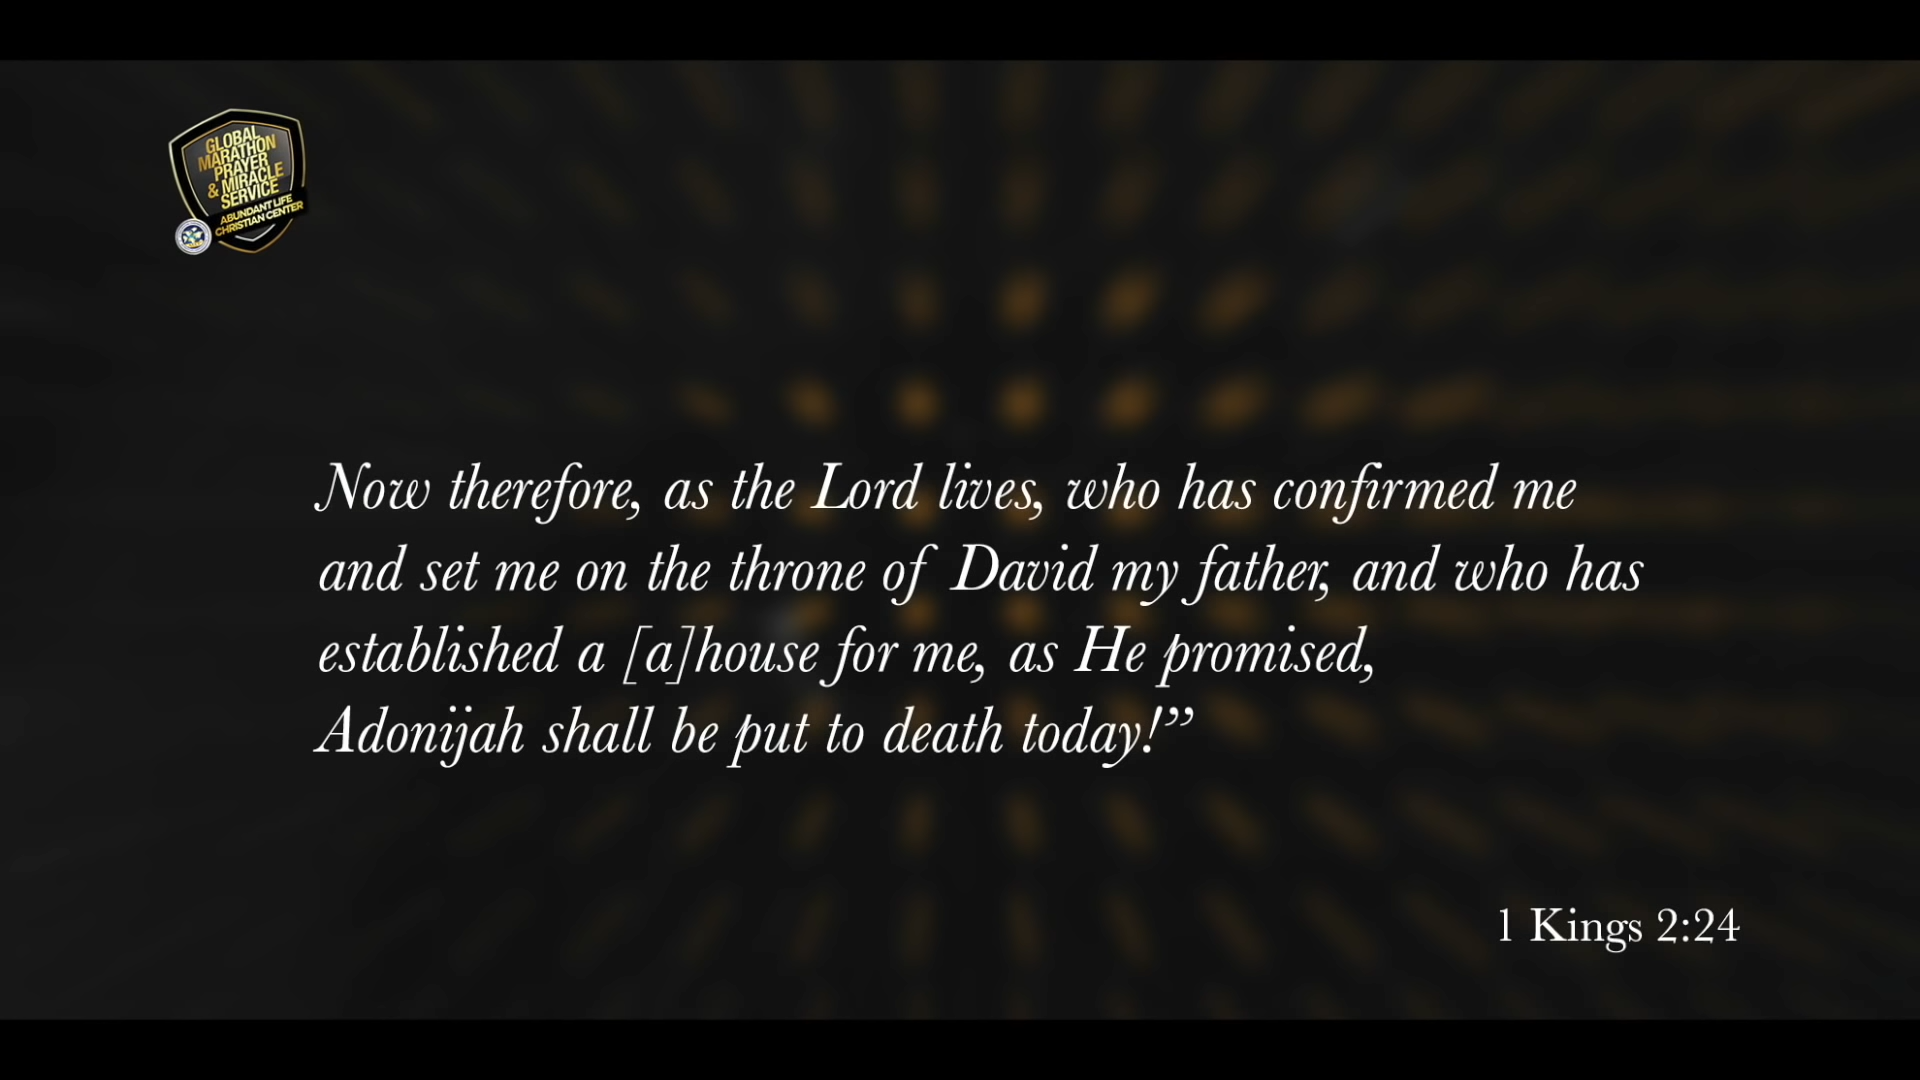 GLOBAL
MARATHON
PRAYER
& MIRACLE
SERVICE
ABUNDANT LIFE
CHRISTIAN CENTER
Now therefore, as the Lord lives, who has confirmed me
and set me on the throne of David my father, and who has
established a [a]house for me, as He promised,
Adonijah shall be put to death today!”
1 Kings 2:24